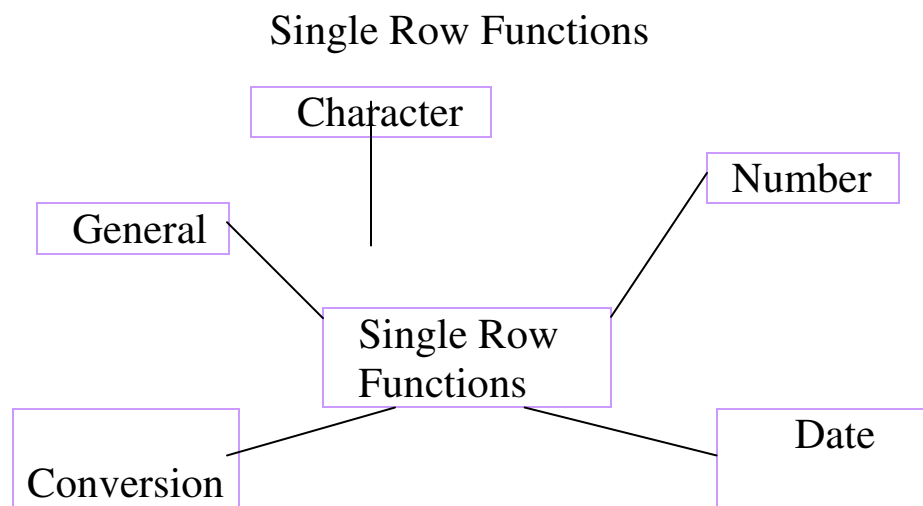 Single Row Functions
Character
Number
General
Single Row
Functions
Date
Conversion